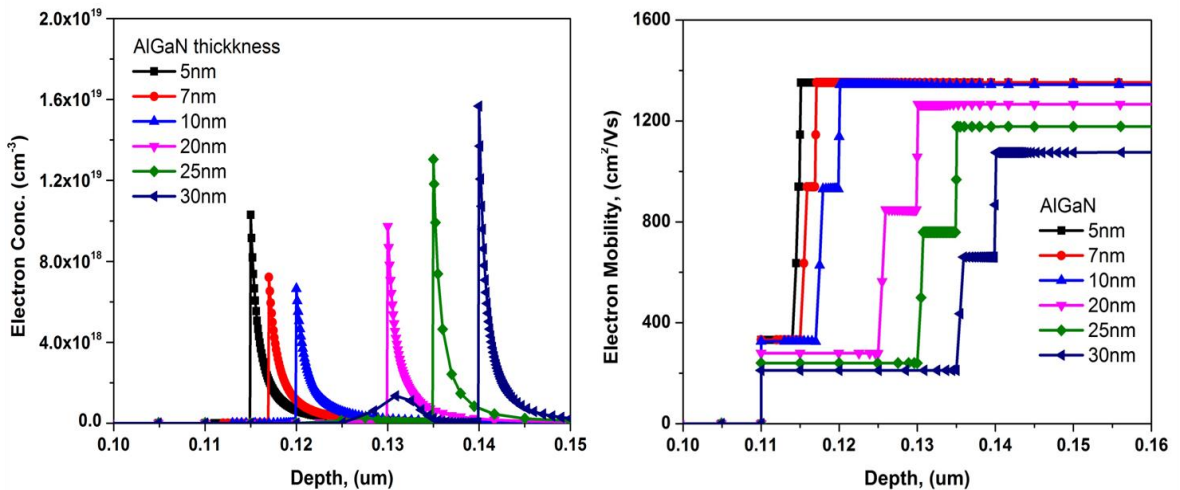 2.0x10¹⁹
1.6x10¹⁹
1.2x10¹⁹
8.0x10¹⁸
4.0x10¹⁸
0.0
Electron Conc. (cm⁻³)
AlGaN thickkness
5nm
7nm
10nm
20nm
25nm
30nm
0.10 0.11 0.12 0.13 0.14 0.15
Depth, (um)
1600
1200
800
400
0
Electron Mobility, (cm²/Vs)
AlGaN
5nm
7nm
10nm
20nm
25nm
30nm
0.10 0.11 0.12 0.13 0.14 0.15 0.16
Depth, (um)